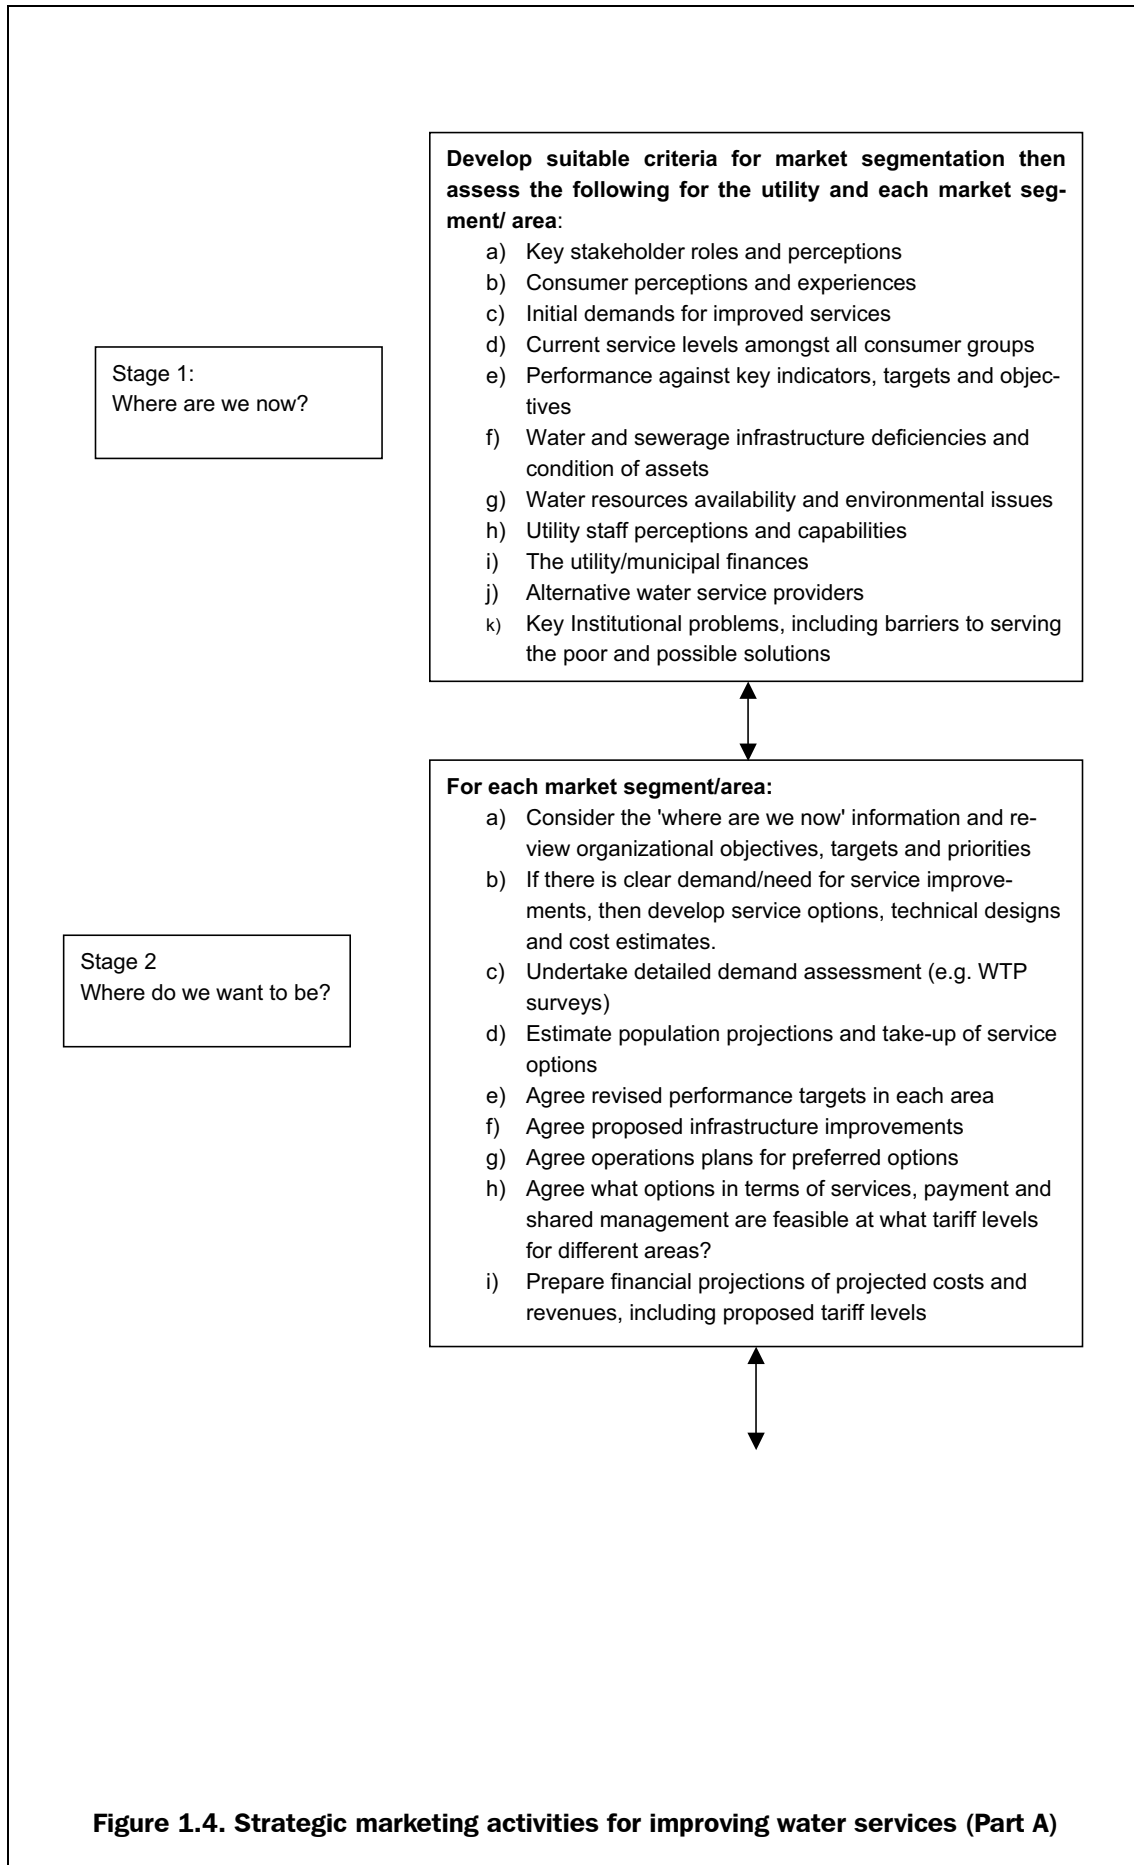 Develop suitable criteria for market segmentation then
assess the following for the utility and each market seg-
ment/ area:
a) Key stakeholder roles and perceptions
b) Consumer perceptions and experiences
c) Initial demands for improved services
d) Current service levels amongst all consumer groups
e) Performance against key indicators, targets and objec-
tives
f) Water and sewerage infrastructure deficiencies and
condition of assets
g) Water resources availability and environmental issues
h) Utility staff perceptions and capabilities
i) The utility/municipal finances
j) Alternative water service providers
k) Key Institutional problems, including barriers to serving
the poor and possible solutions
Stage 1:
Where are we now?
For each market segment/area:
a) Consider the 'where are we now' information and re-
view organizational objectives, targets and priorities
b) If there is clear demand/need for service improve-
ments, then develop service options, technical designs
and cost estimates.
c) Undertake detailed demand assessment (e.g. WTP
surveys)
d) Estimate population projections and take-up of service
options
e) Agree revised performance targets in each area
f) Agree proposed infrastructure improvements
g) Agree operations plans for preferred options
h) Agree what options in terms of services, payment and
shared management are feasible at what tariff levels
for different areas?
i) Prepare financial projections of projected costs and
revenues, including proposed tariff levels
Stage 2
Where do we want to be?
Figure 1.4. Strategic marketing activities for improving water services (Part A)